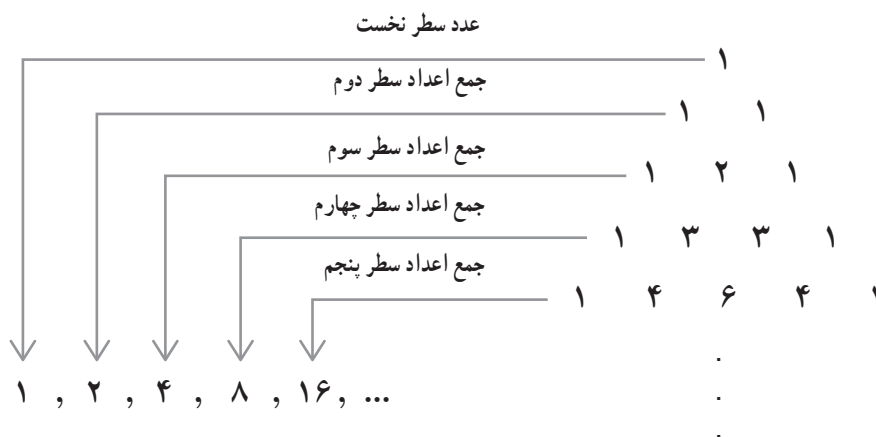 عدد سطر نخست
۱
جمع اعداد سطر دوم
۱ ۱
جمع اعداد سطر سوم
۱ ۲ ۱
جمع اعداد سطر چهارم
۱ ۳ ۳ ۱
جمع اعداد سطر پنجم
۱ ۴ ۶ ۴ ۱
.
.
.
۱ , ۲ , ۴ , ۸ , ۱۶, ...